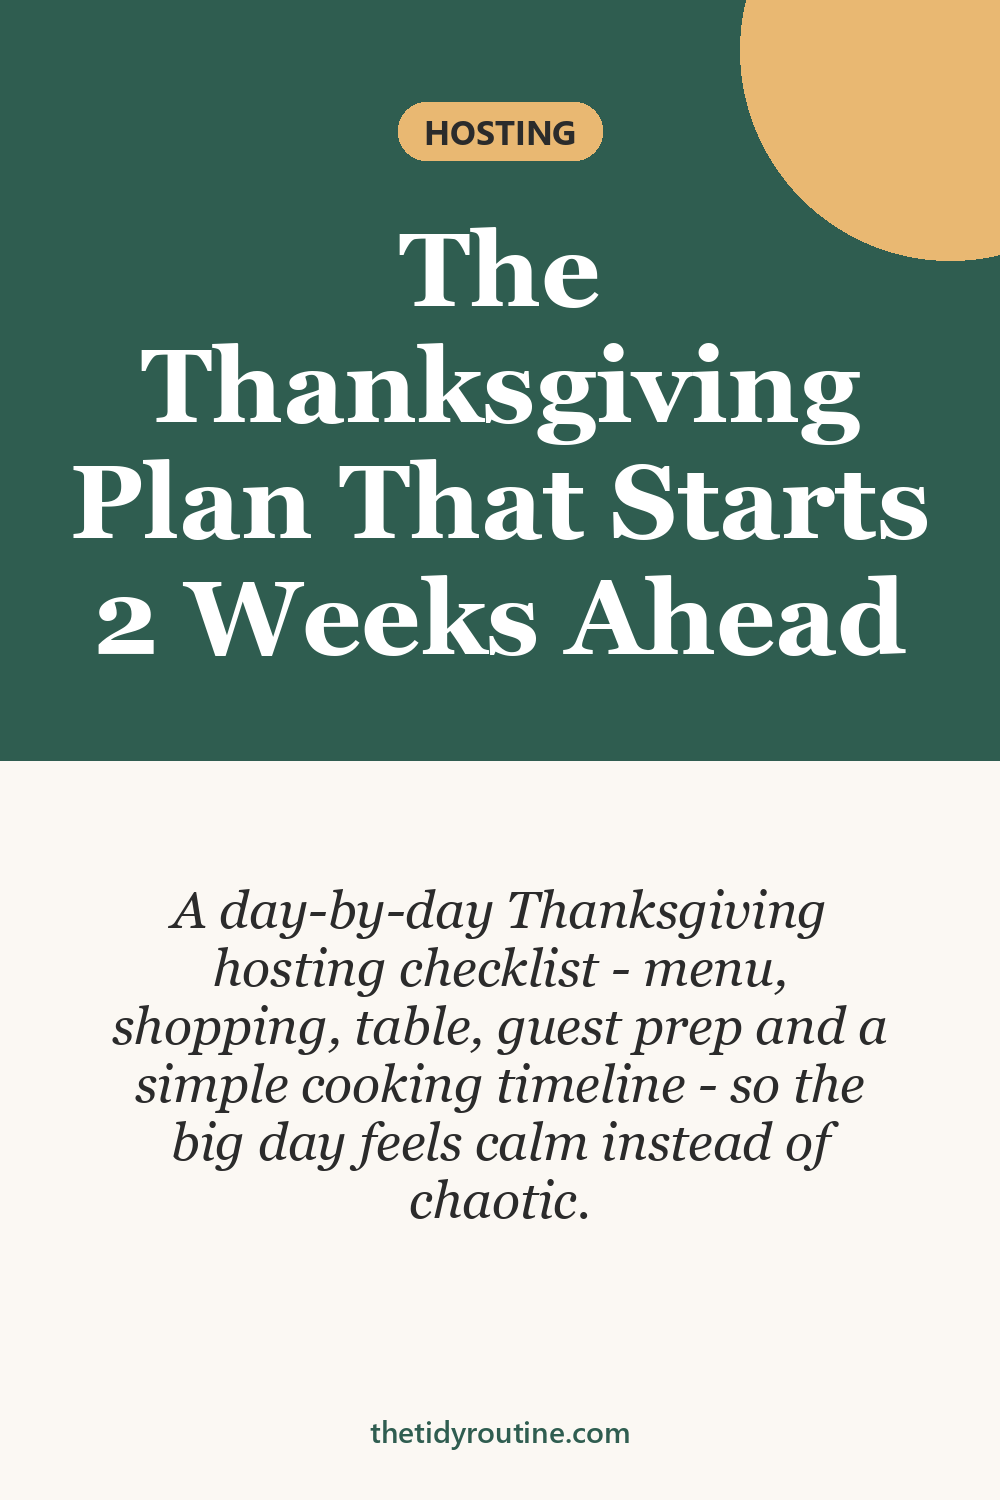 HOSTING
The
Thanksgiving
Plan That Starts
2 Weeks Ahead
A day-by-day Thanksgiving
hosting checklist - menu,
shopping, table, guest prep and a
simple cooking timeline - so the
big day feels calm instead of
chaotic.
thetidyroutine.com